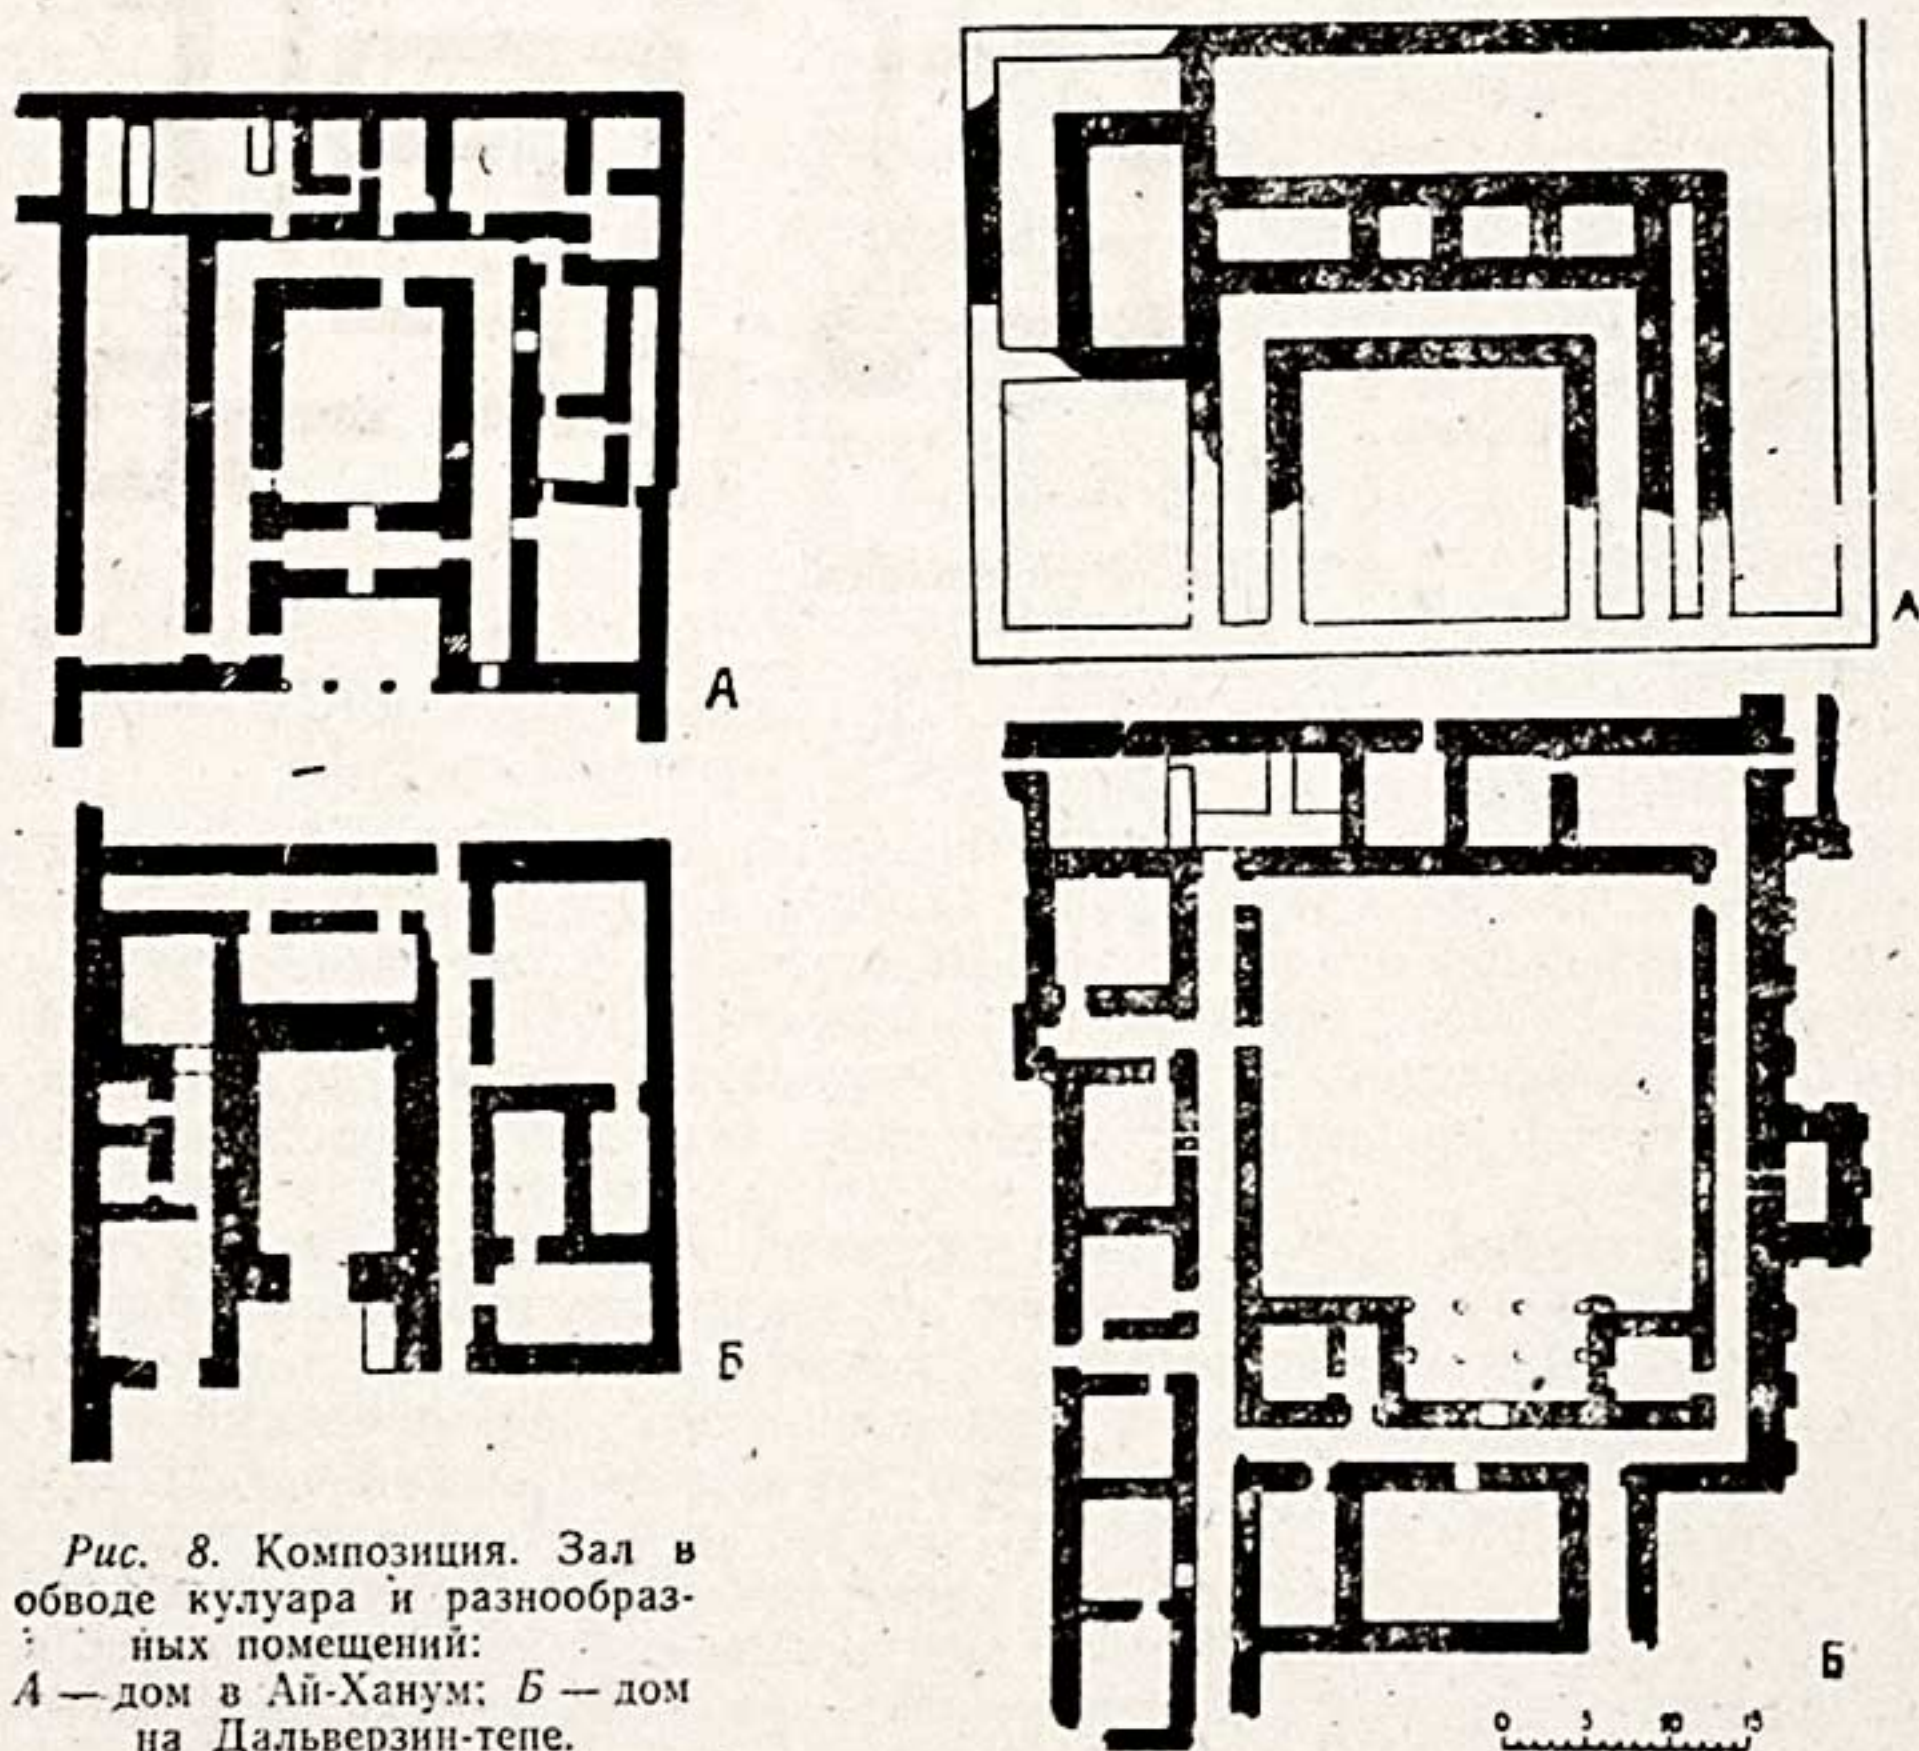 А
А
Б
Б
Рис. 8. Композиция. Зал в
обводе кулуара и разнообраз-
ных помещений:
А — дом в Ай-Ханум; Б — дом
на Дальверзин-тепе.
0 5 10 15